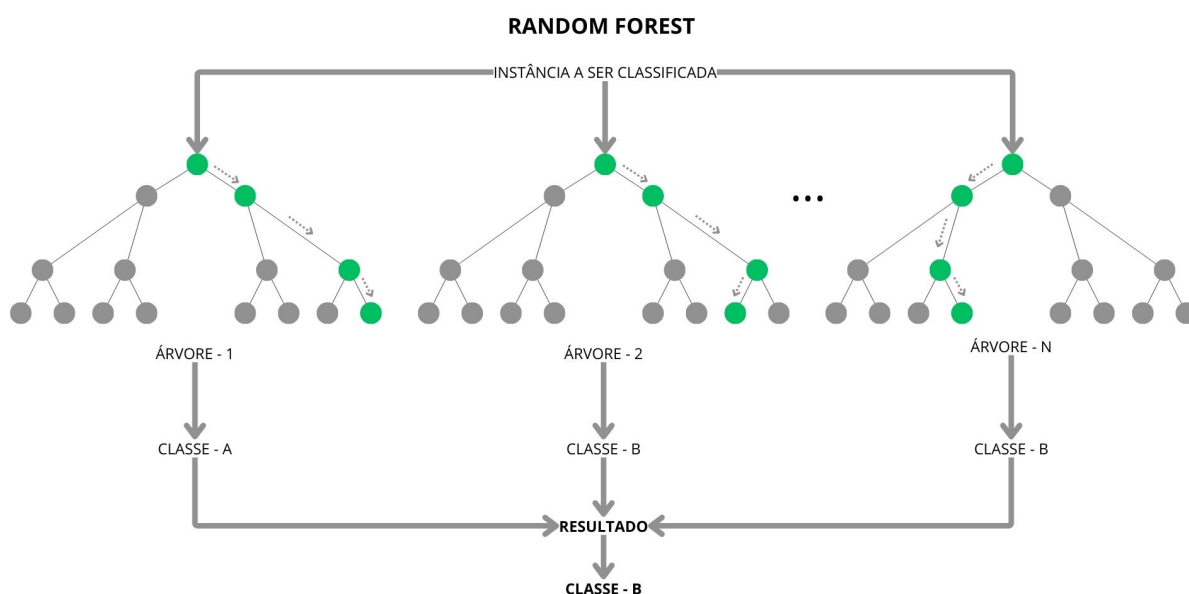 RANDOM FOREST
INSTÂNCIA A SER CLASSIFICADA
...
ÁRVORE - 1
ÁRVORE - 2
ÁRVORE - N
CLASSE - A
CLASSE - B
CLASSE - B
RESULTADO
CLASSE - B